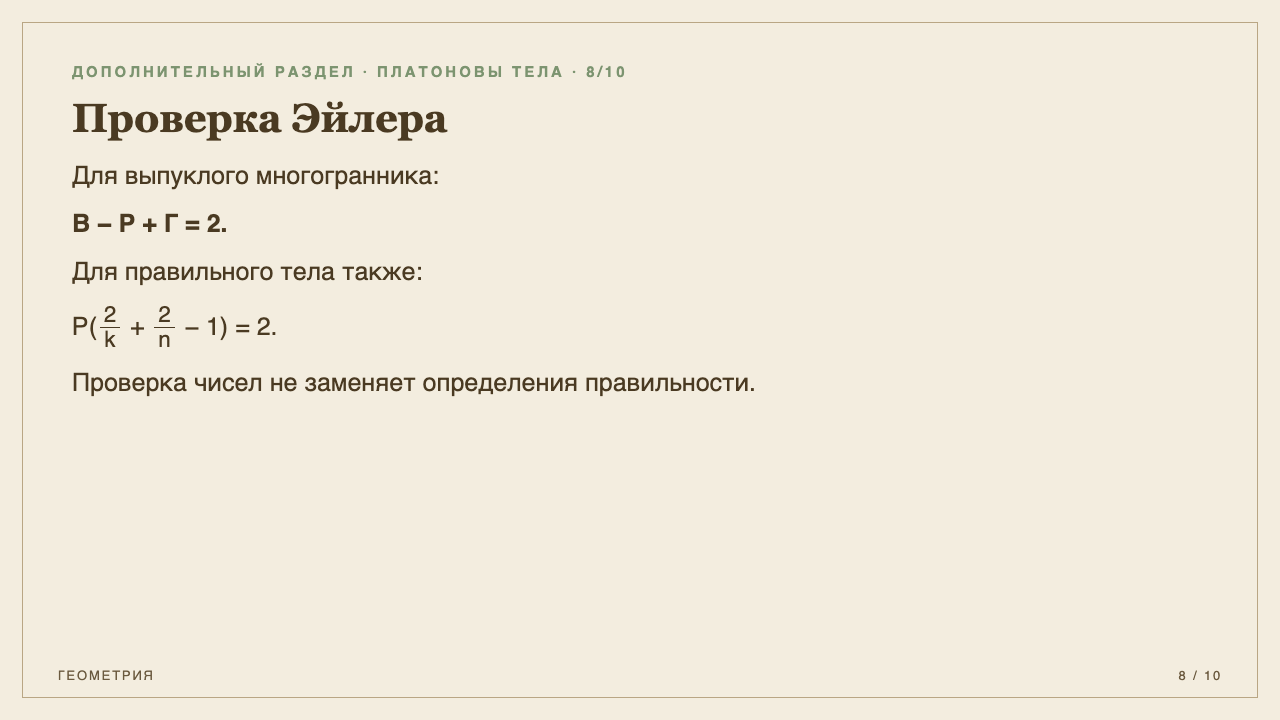 ДОПОЛНИТЕЛЬНЫЙ РАЗДЕЛ · ПЛАТОНОВЫ ТЕЛА · 8/10
Проверка Эйлера
Для выпуклого многогранника:
В − Р + Г = 2.
Для правильного тела также:
Р(2/k + 2/n − 1) = 2.
Проверка чисел не заменяет определения правильности.
ГЕОМЕТРИЯ
8 / 10